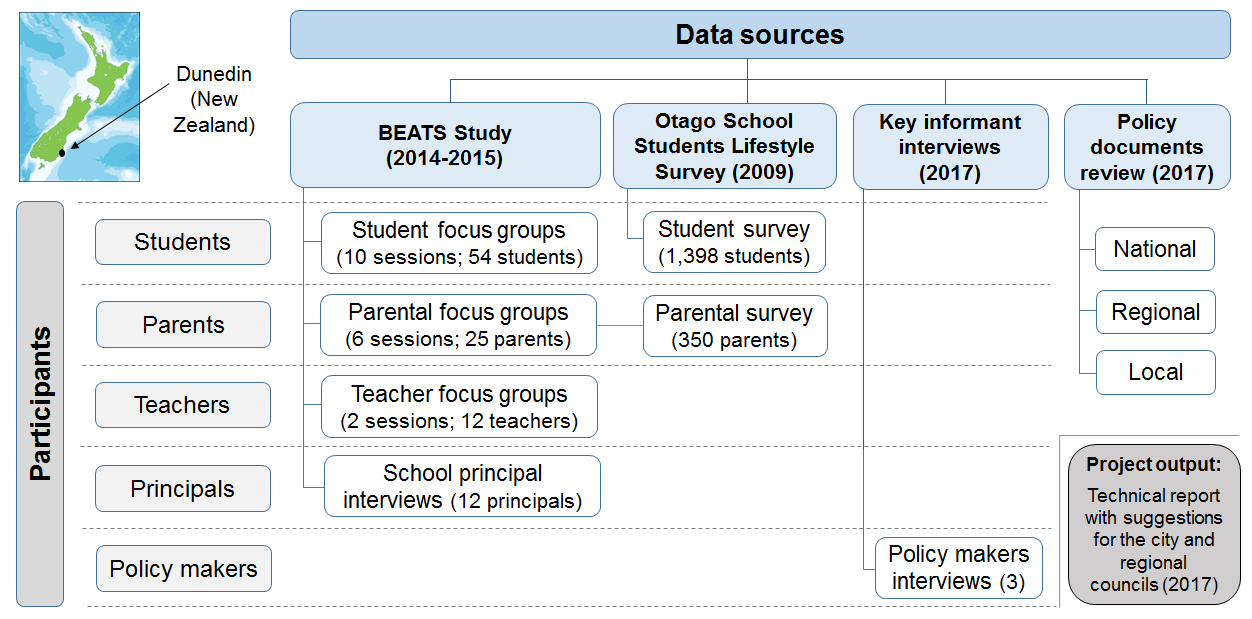 Data sources
Dunedin
(New
Zealand)
BEATS Study
(2014-2015)
Otago School
Students Lifestyle
Survey (2009)
Key informant
interviews
(2017)
Policy
documents
review (2017)
Participants
Students
Student focus groups
(10 sessions; 54 students)
Student survey
(1,398 students)
National
Parents
Parental focus groups
(6 sessions; 25 parents)
Parental survey
(350 parents)
Regional
Local
Teachers
Teacher focus groups
(2 sessions; 12 teachers)
Principals
School principal
interviews (12 principals)
Policy makers
Policy makers
interviews (3)
Project output:
Technical report
with suggestions
for the city and
regional
councils (2017)